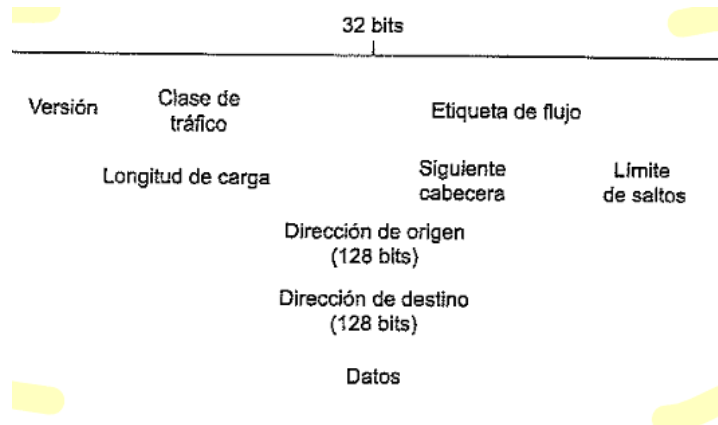 32 bits
Versión Clase de tráfico Etiqueta de flujo
Longitud de carga Siguiente cabecera Límite de saltos
Dirección de origen
(128 bits)
Dirección de destino
(128 bits)
Datos